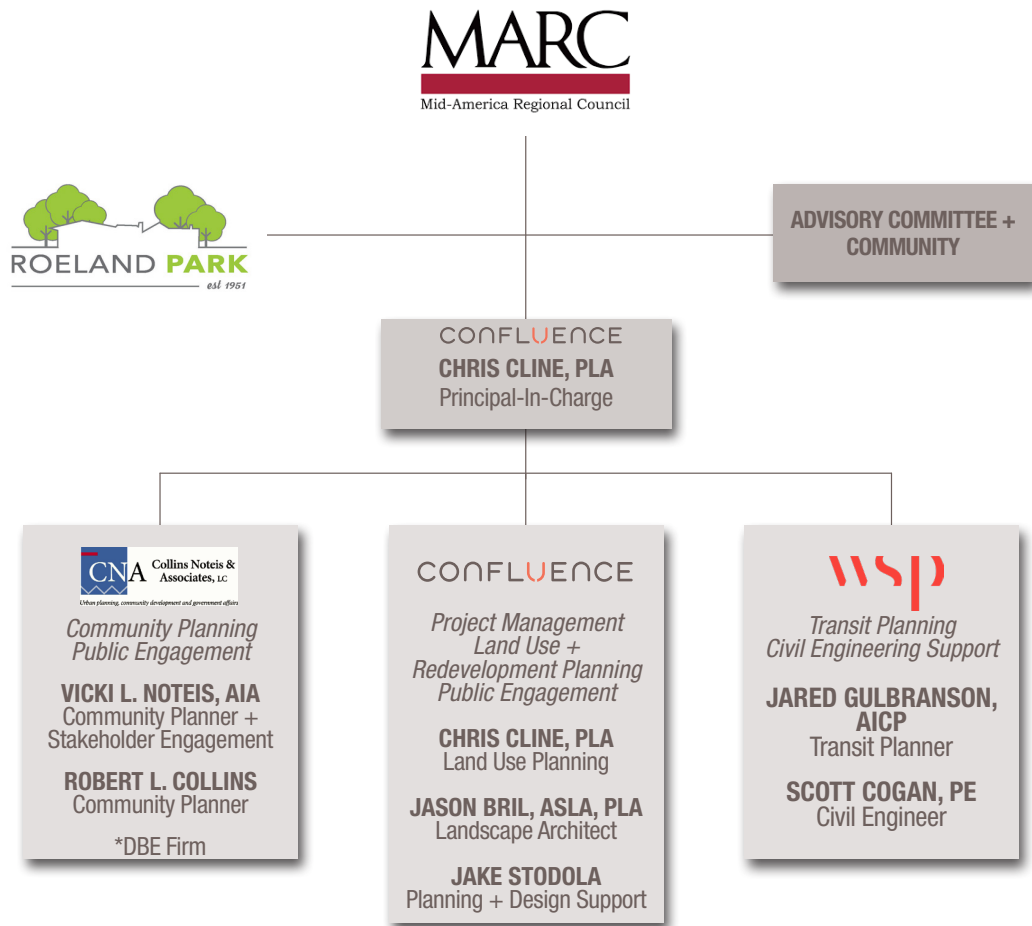 MARC
Mid-America Regional Council
ROELAND PARK
est 1951
ADVISORY COMMITTEE +
COMMUNITY
CONFLUENCE
CHRIS CLINE, PLA
Principal-In-Charge
CNA Collins Noteis &
Associates, LC
Urban planning, community development and government affairs
Community Planning
Public Engagement
VICKI L. NOTEIS, AIA
Community Planner +
Stakeholder Engagement
ROBERT L. COLLINS
Community Planner
*DBE Firm
CONFLUENCE
Project Management
Land Use +
Redevelopment Planning
Public Engagement
CHRIS CLINE, PLA
Land Use Planning
JASON BRIL, ASLA, PLA
Landscape Architect
JAKE STODOLA
Planning + Design Support
wsp
Transit Planning
Civil Engineering Support
JARED GULBRANSON,
AICP
Transit Planner
SCOTT COGAN, PE
Civil Engineer